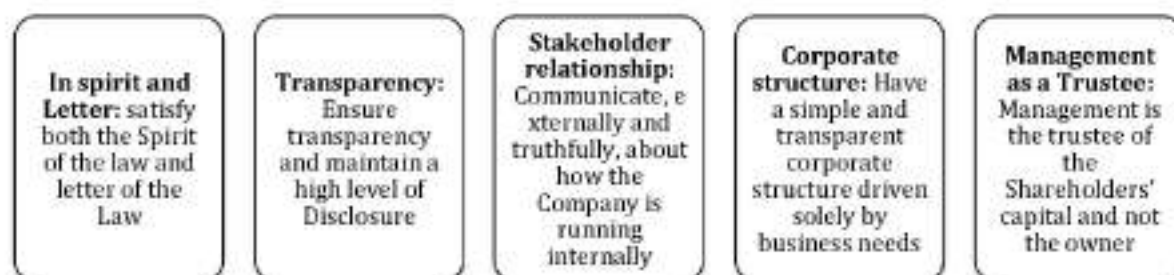 In spirit and
Letter: satisfy
both the Spirit
of the law and
letter of the
Law
Transparency:
Ensure
transparency
and maintain a
high level of
Disclosure
Stakeholder
relationship:
Communicate, e
xternally and
truthfully, about
how the
Company is
running
internally
Corporate
structure: Have
a simple and
transparent
corporate
structure driven
solely by
business needs
Management
as a Trustee:
Management is
the trustee of
the
Shareholders'
capital and not
the owner